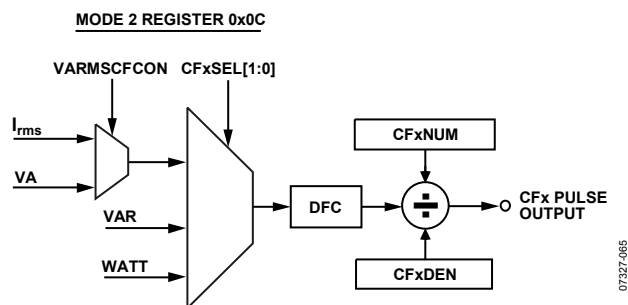 MODE 2 REGISTER 0x0C
VARMSCFCON
CFxSEL[1:0]
Irms
VA
VAR
WATT
DFC
CFxNUM
÷
CFxDEN
CFx PULSE
OUTPUT
07327-065